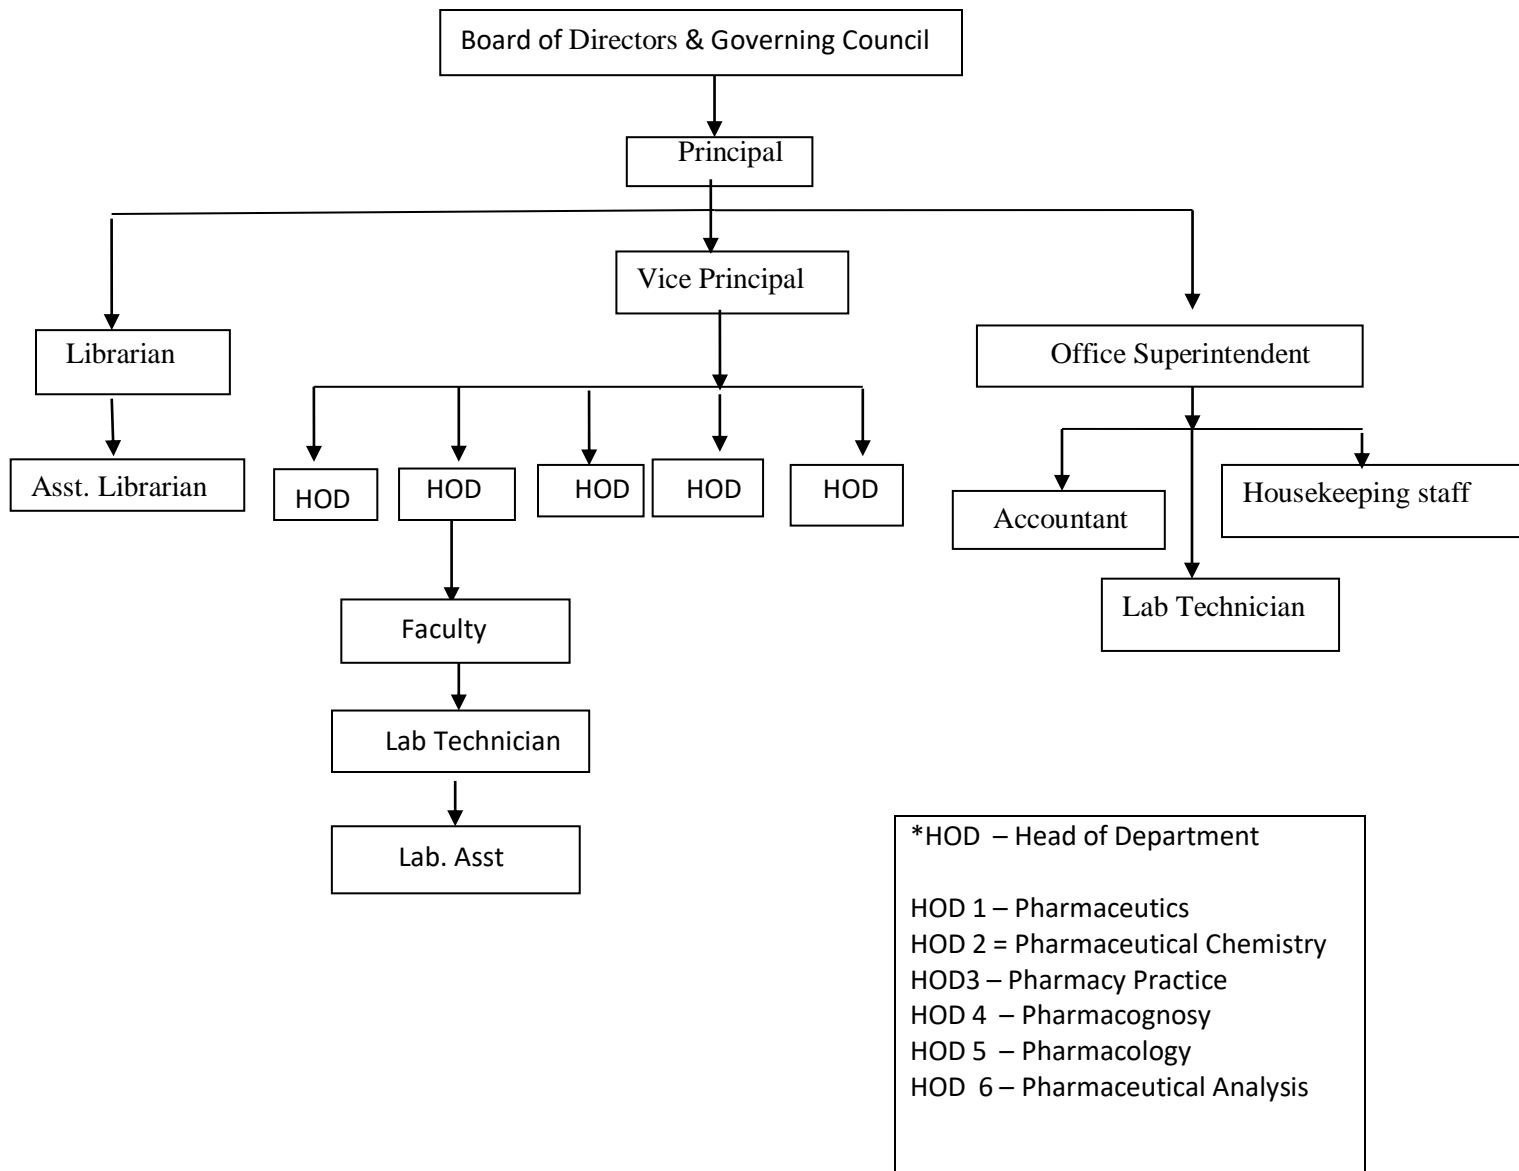 Board of Directors & Governing Council
Principal
Vice Principal
Librarian
Office Superintendent
Asst. Librarian
HOD
HOD
HOD
HOD
HOD
Accountant
Housekeeping staff
Lab Technician
Faculty
Lab Technician
Lab. Asst
*HOD – Head of Department
HOD 1 – Pharmaceutics
HOD 2 = Pharmaceutical Chemistry
HOD3 – Pharmacy Practice
HOD 4 – Pharmacognosy
HOD 5 – Pharmacology
HOD 6 – Pharmaceutical Analysis